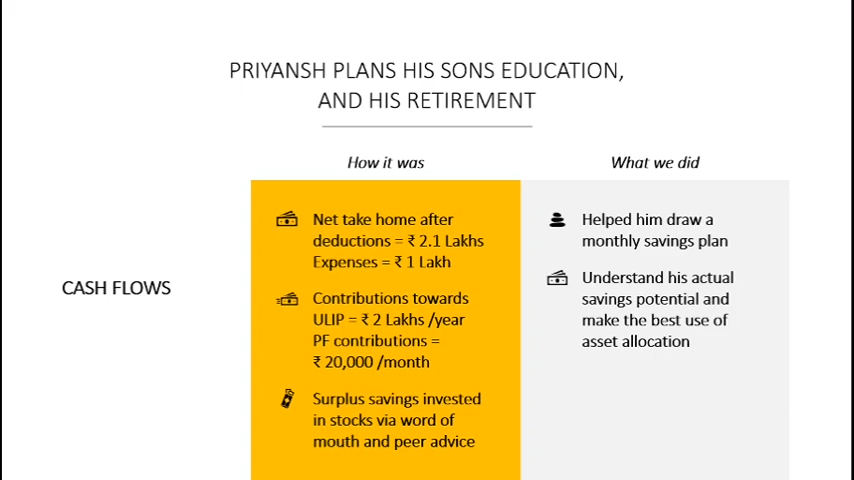 PRIYANSH PLANS HIS SONS EDUCATION,
AND HIS RETIREMENT
How it was
What we did
CASH FLOWS
Net take home after
deductions = ₹ 2.1 Lakhs
Expenses = ₹ 1 Lakh
Contributions towards
ULIP = ₹ 2 Lakhs /year
PF contributions =
₹ 20,000 /month
Surplus savings invested
in stocks via word of
mouth and peer advice
Helped him draw a
monthly savings plan
Understand his actual
savings potential and
make the best use of
asset allocation